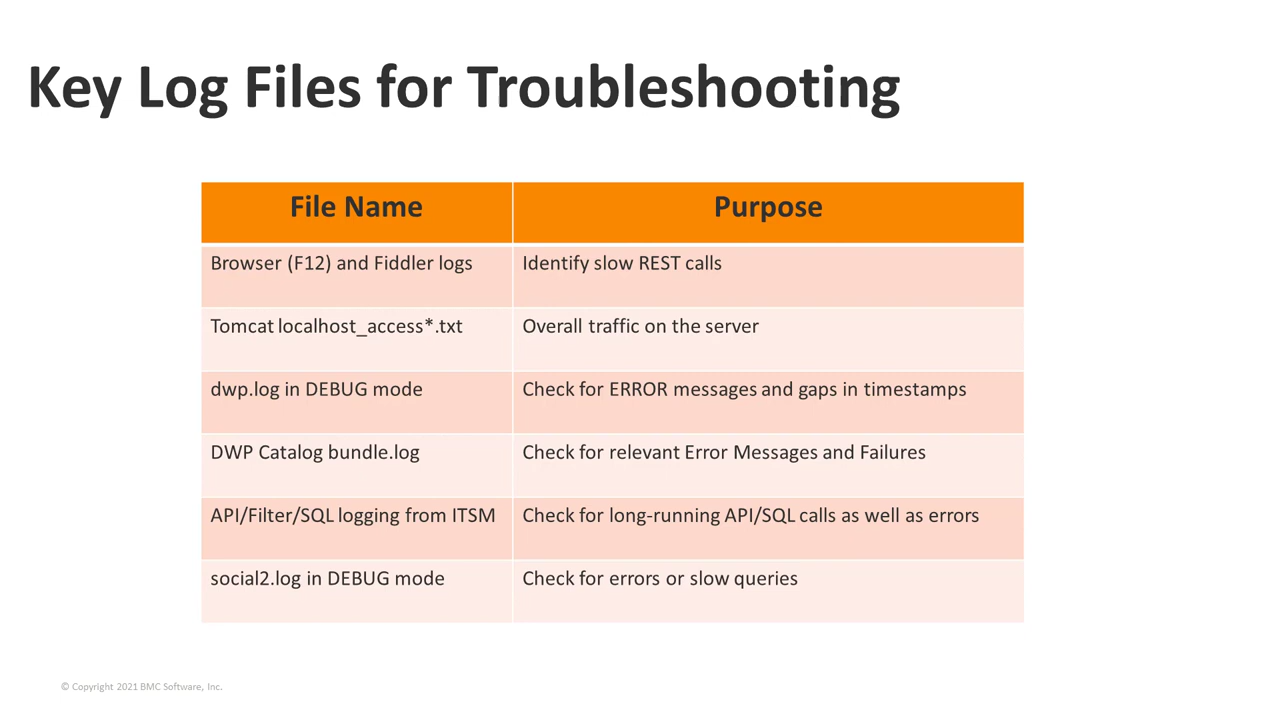 Key Log Files for Troubleshooting
File Name Purpose
Browser (F12) and Fiddler logs Identify slow REST calls
Tomcat localhost_access*.txt Overall traffic on the server
dwp.log in DEBUG mode Check for ERROR messages and gaps in timestamps
DWP Catalog bundle.log Check for relevant Error Messages and Failures
API/Filter/SQL logging from ITSM Check for long-running API/SQL calls as well as errors
social2.log in DEBUG mode Check for errors or slow queries
© Copyright 2021 BMC Software, Inc.